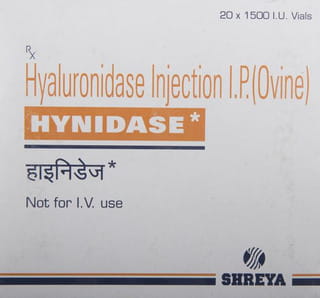 20 x 1500 I.U. Vials
Rx
Hyaluronidase Injection I.P.(Ovine)
HYNIDASE*
हाइनिडेज*
Not for I.V. use
SHREYA